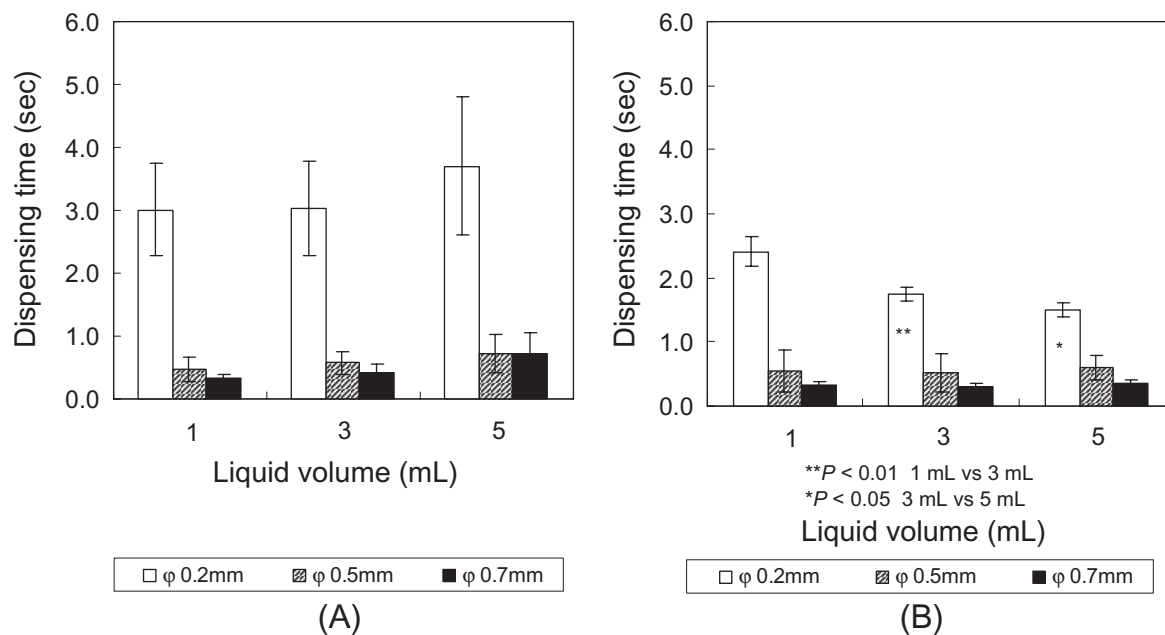 6.0
5.0
4.0
3.0
2.0
1.0
0.0
Dispensing time (sec)
1 3 5
Liquid volume (mL)
φ 0.2mm φ 0.5mm φ 0.7mm
(A)
6.0
5.0
4.0
3.0
2.0
1.0
0.0
Dispensing time (sec)
**
*
1 3 5
**P < 0.01 1 mL vs 3 mL
*P < 0.05 3 mL vs 5 mL
Liquid volume (mL)
φ 0.2mm φ 0.5mm φ 0.7mm
(B)